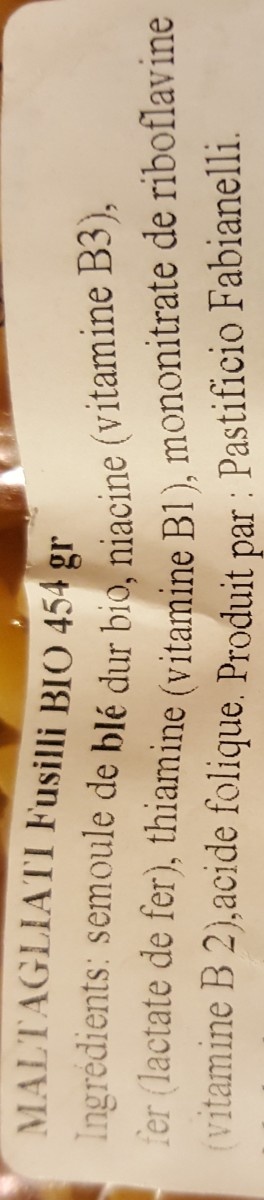 MALTAGLIATI Fusilli BIO 454 gr
Ingrédients: semoule de blé dur bio, niacine (vitamine B3),
fer (lactate de fer), thiamine (vitamine B1), mononitrate de riboflavine
(vitamine B 2),acide folique. Produit par : Pastificio Fabianelli.